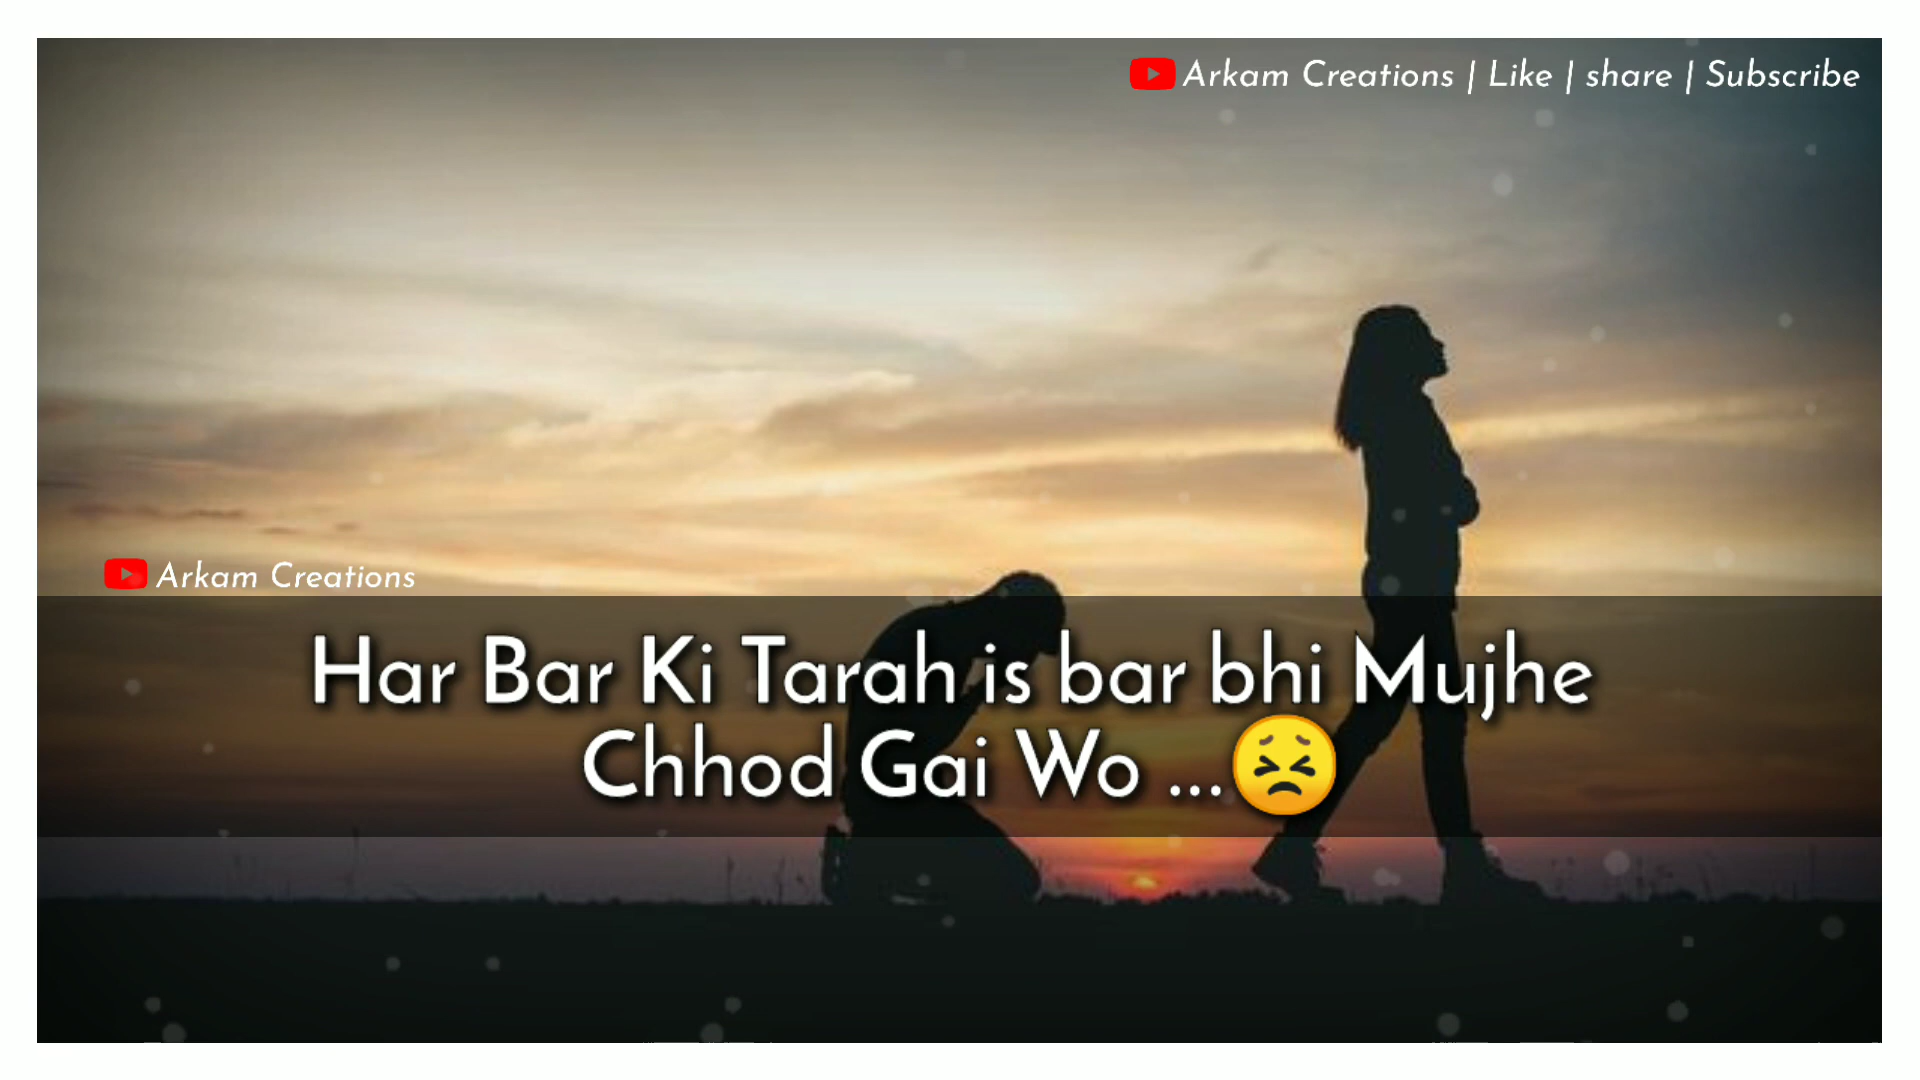 Arkam Creations | Like | share | Subscribe
Arkam Creations
Har Bar Ki Tarah is bar bhi Mujhe
Chhod Gai Wo ...😣